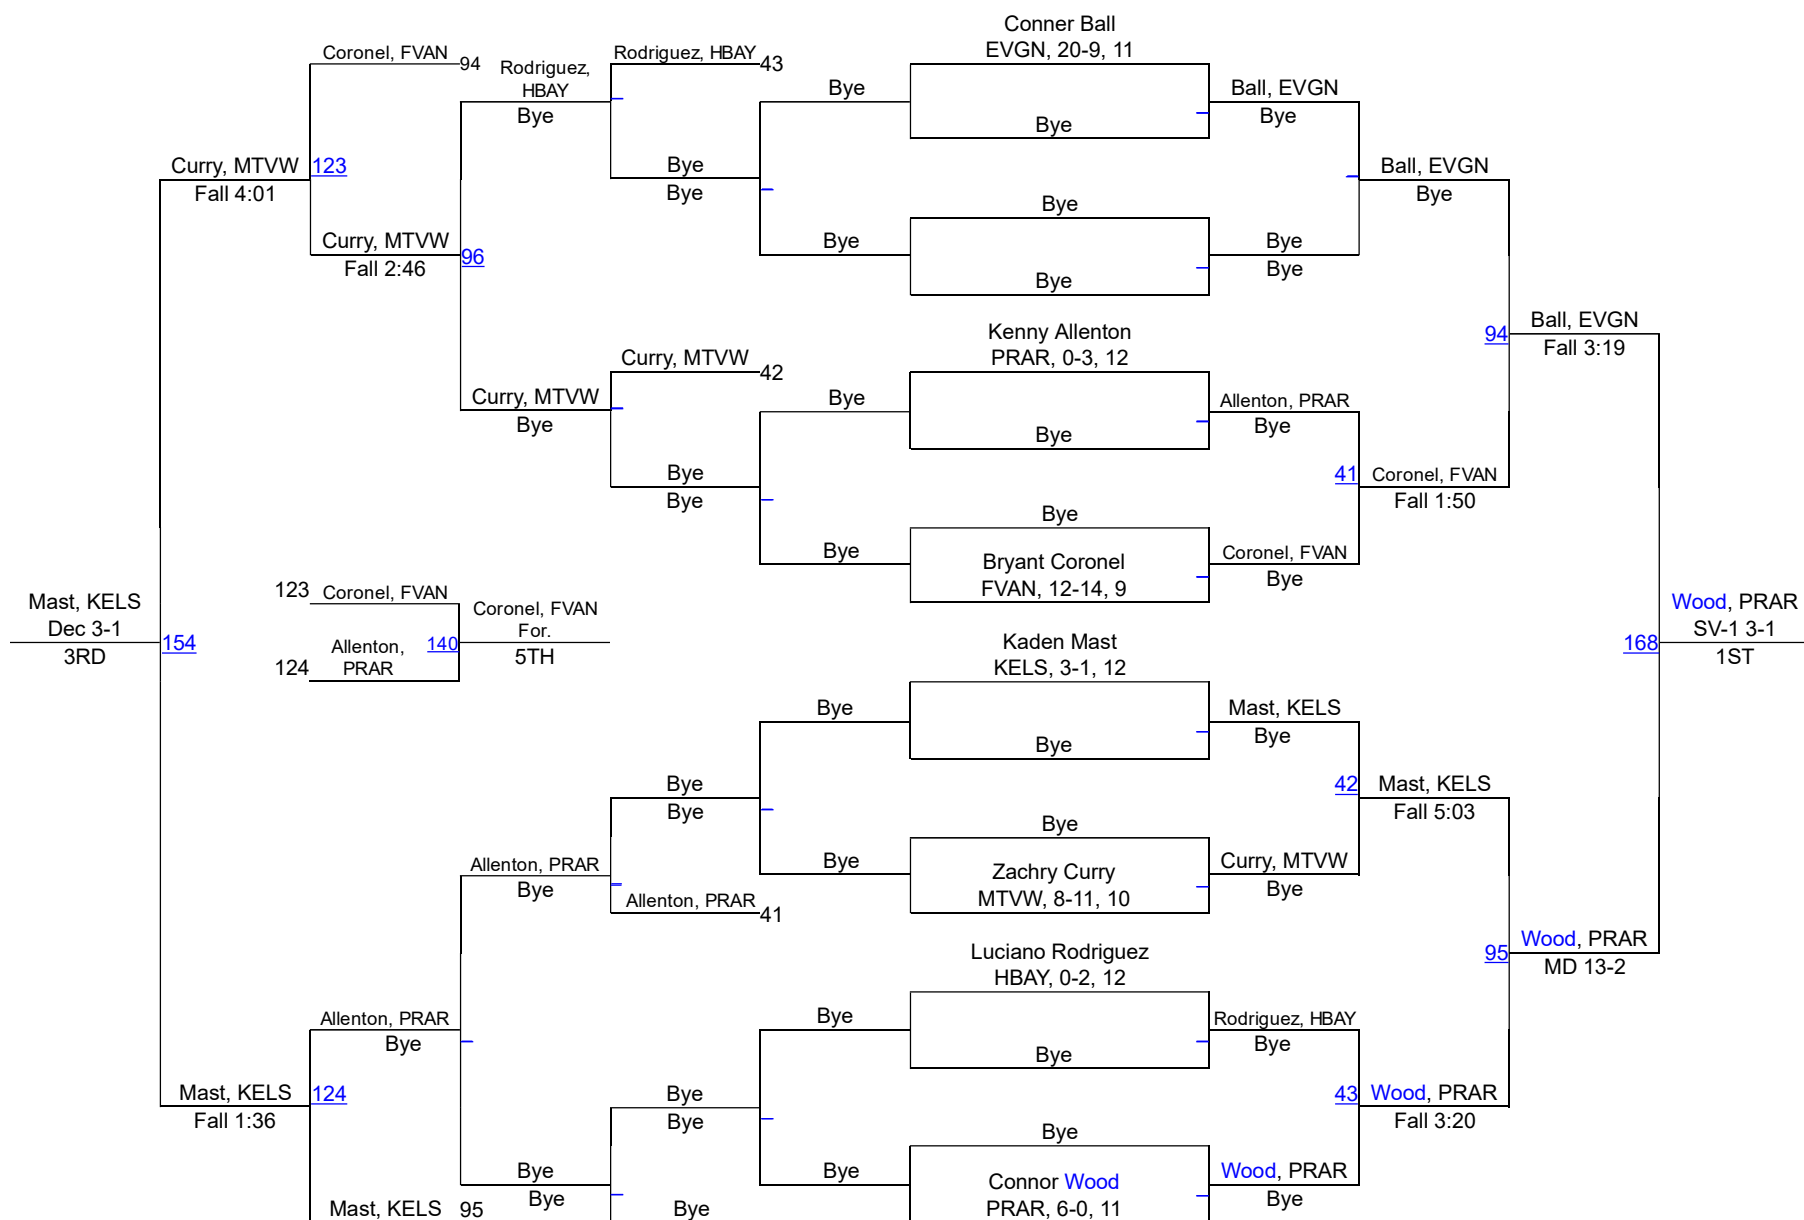 Conner Ball
EVGN, 20-9, 11
Coronel, FVAN
94
Rodriguez,
HBAY
Bye
Rodriguez, HBAY
43
Bye
Bye
Ball, EVGN
Bye
Curry, MTVW
123
Fall 4:01
Bye
Bye
Ball, EVGN
Bye
Bye
Curry, MTVW
96
Fall 2:46
Bye
Bye
Bye
Bye
Kenny Allenton
PRAR, 0-3, 12
94
Ball, EVGN
Fall 3:19
Curry, MTVW
42
Curry, MTVW
Bye
Bye
Bye
Allenton, PRAR
Bye
Bye
Bye
41
Coronel, FVAN
Fall 1:50
Bye
Bye
Bryant Coronel
FVAN, 12-14, 9
Coronel, FVAN
Bye
Mast, KELS
Dec 3-1
3RD
154
123
Coronel, FVAN
124
Allenton,
PRAR
140
Coronel, FVAN
For.
5TH
Wood, PRAR
SV-1 3-1
1ST
168
Kaden Mast
KELS, 3-1, 12
Bye
Bye
Mast, KELS
Bye
Bye
Bye
42
Mast, KELS
Fall 5:03
Allenton, PRAR
Bye
Bye
Bye
Zachry Curry
MTVW, 8-11, 10
Curry, MTVW
Bye
Allenton, PRAR
41
Luciano Rodriguez
HBAY, 0-2, 12
95
Wood, PRAR
MD 13-2
Allenton, PRAR
Bye
Bye
Bye
Rodriguez, HBAY
Bye
Mast, KELS
124
Fall 1:36
Bye
Bye
43
Wood, PRAR
Fall 3:20
Bye
Bye
Bye
Bye
Connor Wood
PRAR, 6-0, 11
Wood, PRAR
Bye
Mast, KELS
95
Bye